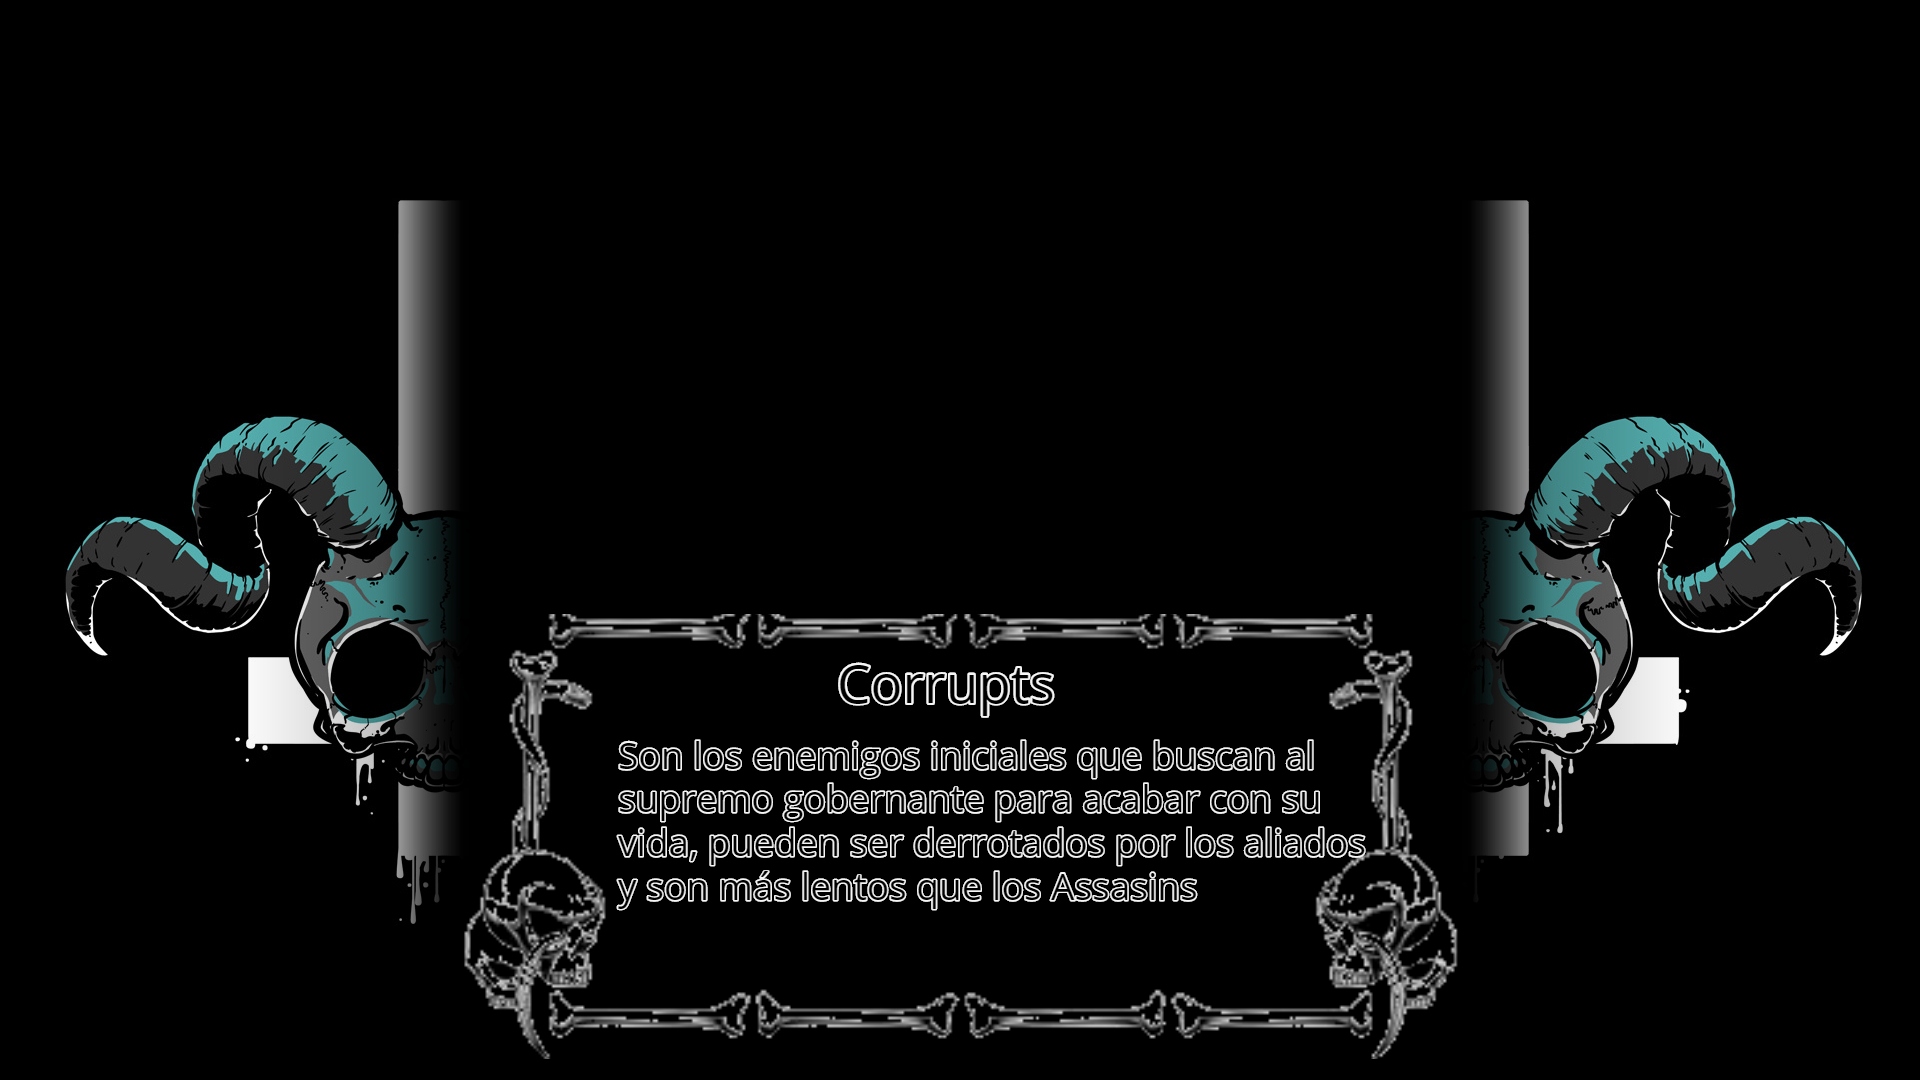 Corrupts
Son los enemigos iniciales que buscan al
supremo gobernante para acabar con su
vida, pueden ser derrotados por los aliados
y son más lentos que los Assasins